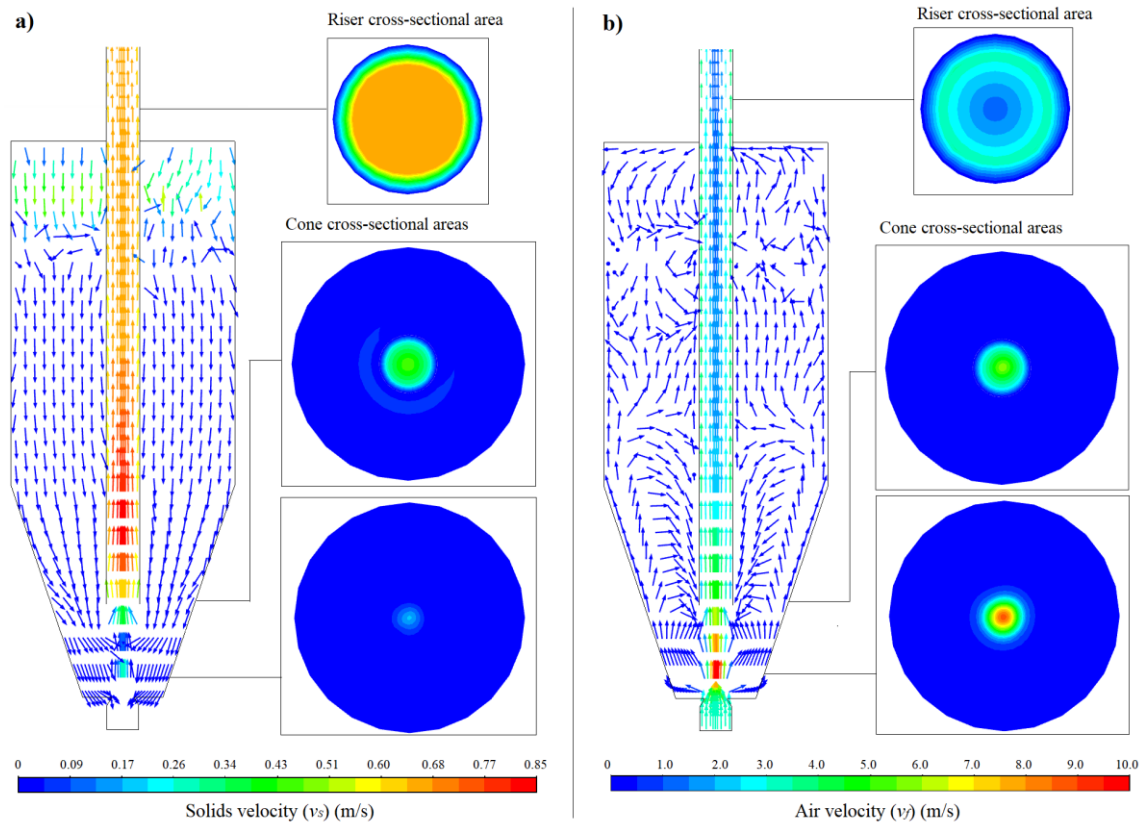 a)
Riser cross-sectional area
Cone cross-sectional areas
0 0.09 0.17 0.26 0.34 0.43 0.51 0.60 0.68 0.77 0.85
Solids velocity (vs) (m/s)
b)
Riser cross-sectional area
Cone cross-sectional areas
0 1.0 2.0 3.0 4.0 5.0 6.0 7.0 8.0 9.0 10.0
Air velocity (vf) (m/s)